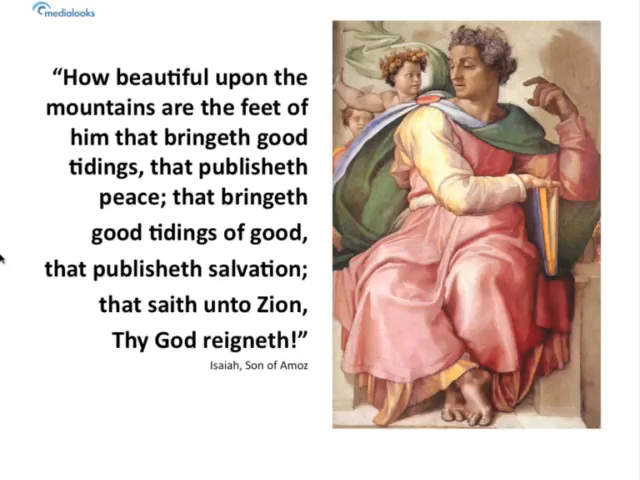 medialooks
“How beautiful upon the
mountains are the feet of
him that bringeth good
tidings, that publisheth
peace; that bringeth
good tidings of good,
that publisheth salvation;
that saith unto Zion,
Thy God reigneth!”
Isaiah, Son of Amoz